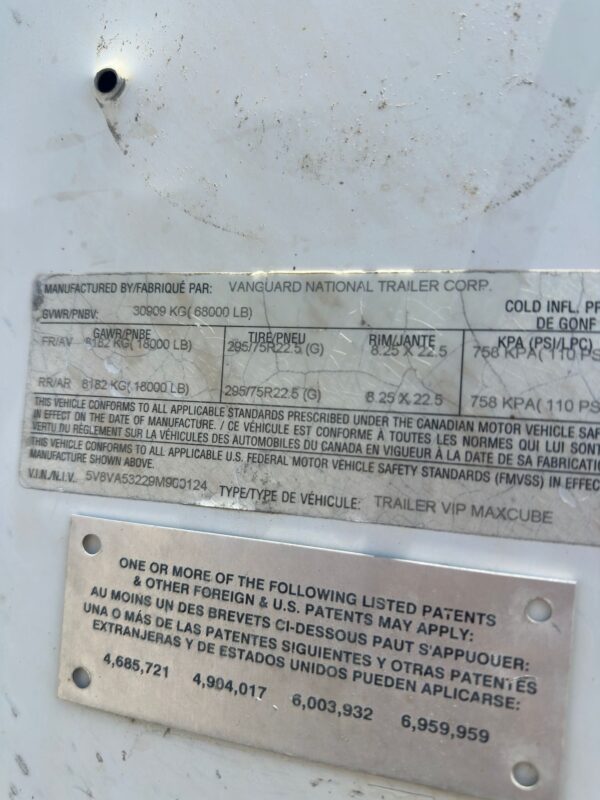 MANUFACTURED BY/FABRIQUÉ PAR: VANGUARD NATIONAL TRAILER CORP.
GVWR/PNBV: 30909 KG( 68000 LB)
COLD INFL. PR
DE GONF
GAWR/PNBE TIRE/PNEU RIM/JANTE KPA (PSI/LPC)
FR/AV 8182 KG(18000 LB) 295/75R22.5 (G) 8.25 X 22.5 758 KPA( 110 PS
RR/AR 8182 KG(18000 LB) 295/75R22.5 (G) 8.25 X 22.5 758 KPA( 110 PS
THIS VEHICLE CONFORMS TO ALL APPLICABLE STANDARDS PRESCRIBED UNDER THE CANADIAN MOTOR VEHICLE SAF
IN EFFECT ON THE DATE OF MANUFACTURE. / CE VÉHICULE EST CONFORME À TOUTES LES NORMES QUI LUI SONT
VERTU DU RÈGLEMENT SUR LA VÉHICULES DES AUTOMOBILES DU CANADA EN VIGUEUR À LA DATE DE SA FABRICATIO
THIS VEHICLE CONFORMS TO ALL APPLICABLE U.S. FEDERAL MOTOR VEHICLE SAFETY STANDARDS (FMVSS) IN EFFEC
MANUFACTURE SHOWN ABOVE.
V.I.N./N.I.V. 5V8VA53229M900124 TYPE/TYPE DE VÉHICULE: TRAILER VIP MAXCUBE
ONE OR MORE OF THE FOLLOWING LISTED PATENTS
& OTHER FOREIGN & U.S. PATENTS MAY APPLY:
AU MOINS UN DES BREVETS CI-DESSOUS PAUT S'APPUOUER:
UNA O MÁS DE LAS PATENTES SIGUIENTES Y OTRAS PATENTES
EXTRANJERAS Y DE ESTADOS UNIDOS PUEDEN APLICARSE:
4,685,721 4,904,017 6,003,932 6,959,959